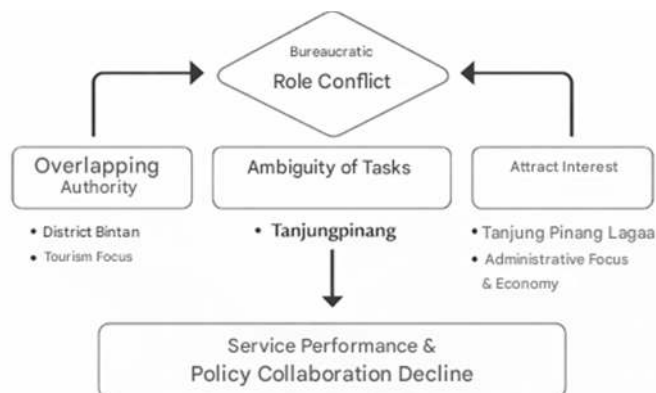 Bureaucratic
Role Conflict
Overlapping
Authority
Ambiguity of Tasks
Attract Interest
• District Bintan
• Tourism Focus
• Tanjungpinang
• Tanjung Pinang Lagaa
• Administrative Focus
& Economy
Service Performance &
Policy Collaboration Decline